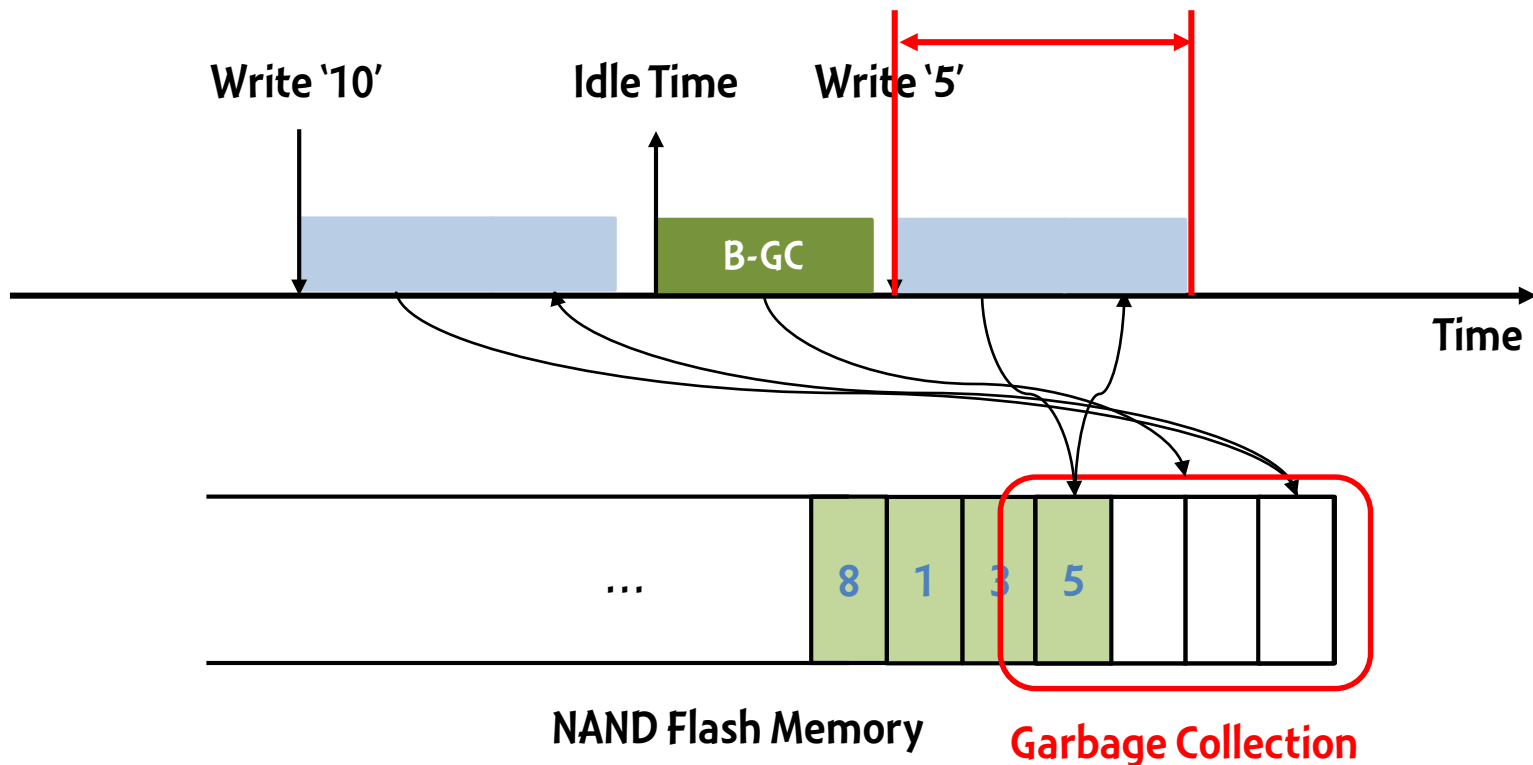 Write ‘10’
Idle Time
Write ‘5’
B-GC
Time
...
8
1
3
5
NAND Flash Memory
Garbage Collection